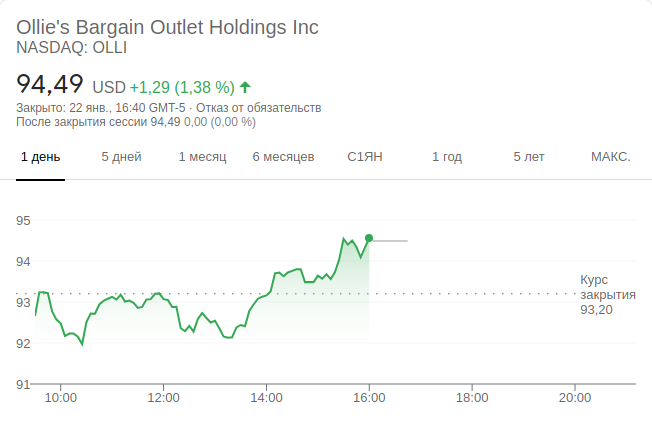 Ollie's Bargain Outlet Holdings Inc
NASDAQ: OLLI
94,49 USD +1,29 (1,38 %)
Закрыто: 22 янв., 16:40 GMT-5 · Отказ от обязательств
После закрытия сессии 94,49 0,00 (0,00 %)
1 день 5 дней 1 месяц 6 месяцев С1ЯН 1 год 5 лет МАКС.
95
94
93
92
91
Курс
закрытия
93,20
10:00 12:00 14:00 16:00 18:00 20:00